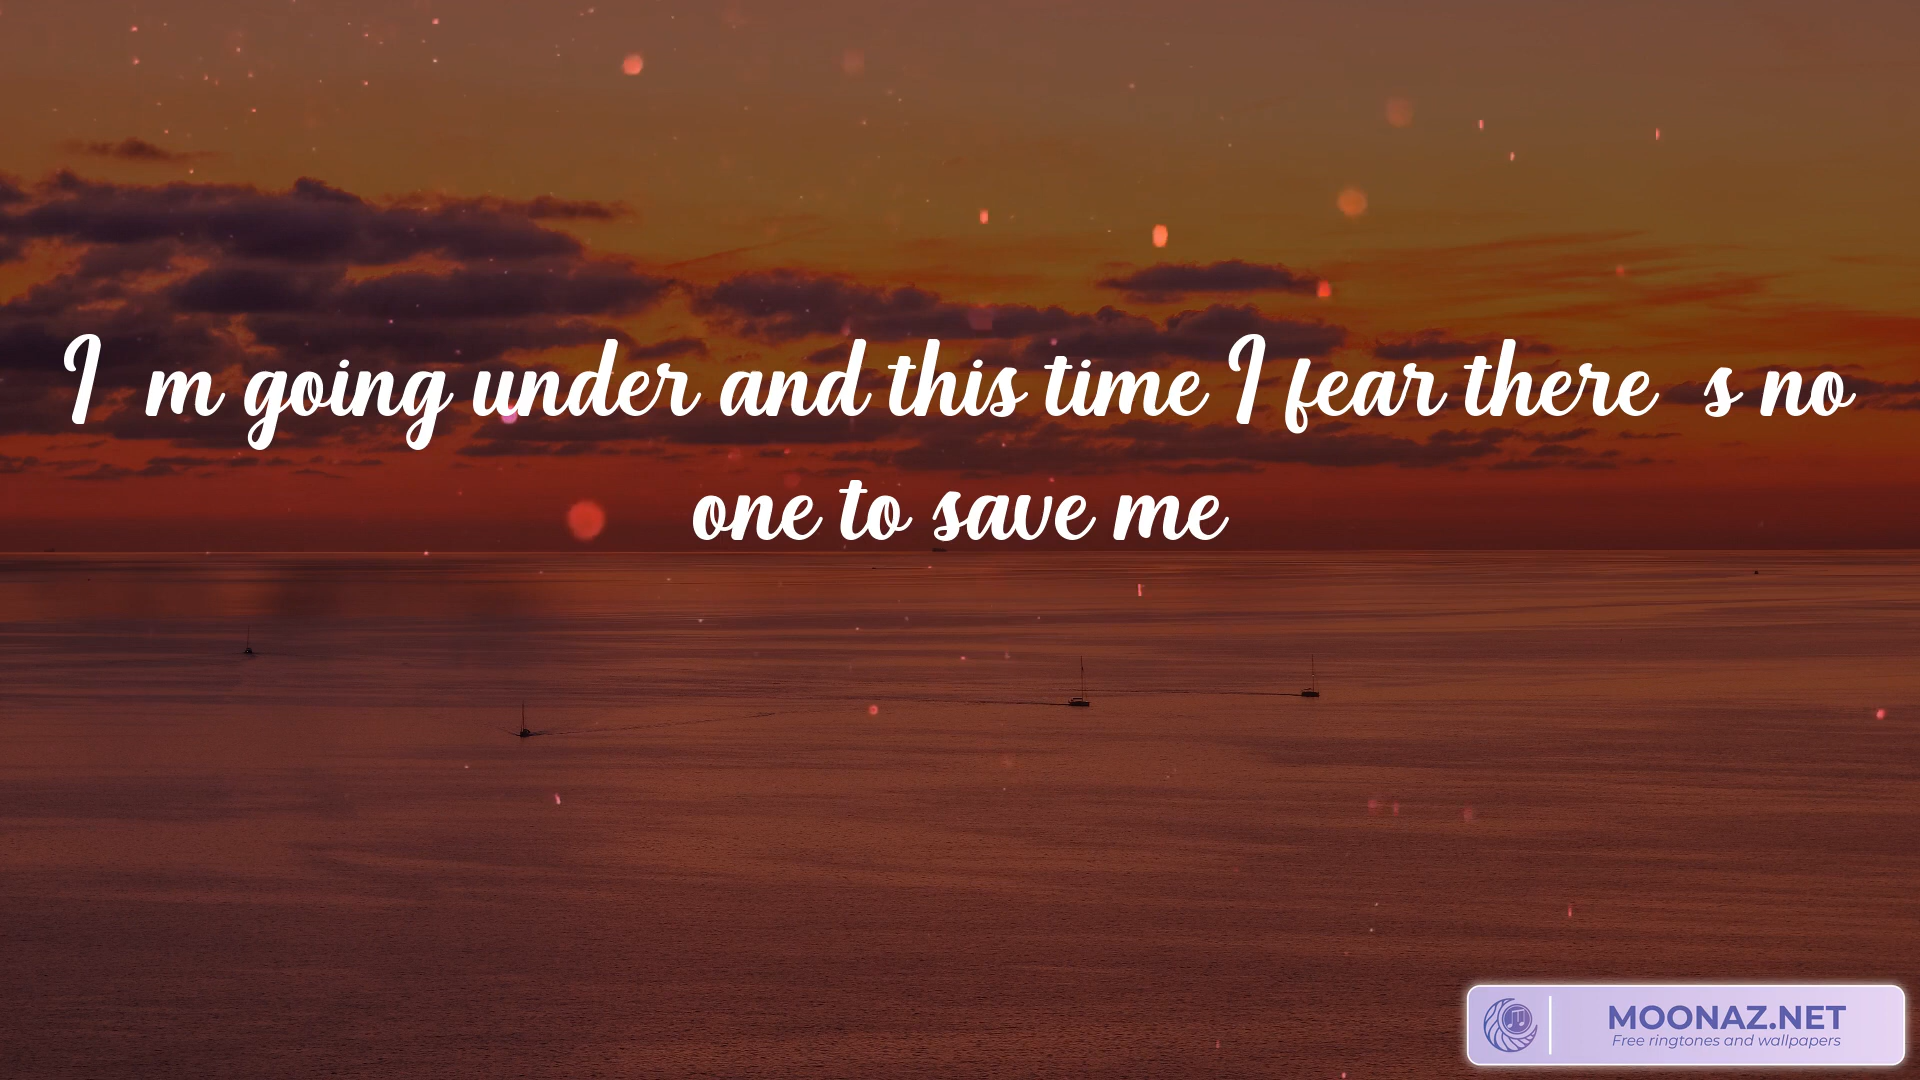 I m going under and this time I fear there s no
one to save me
MOONAZ.NET
Free ringtones and wallpapers